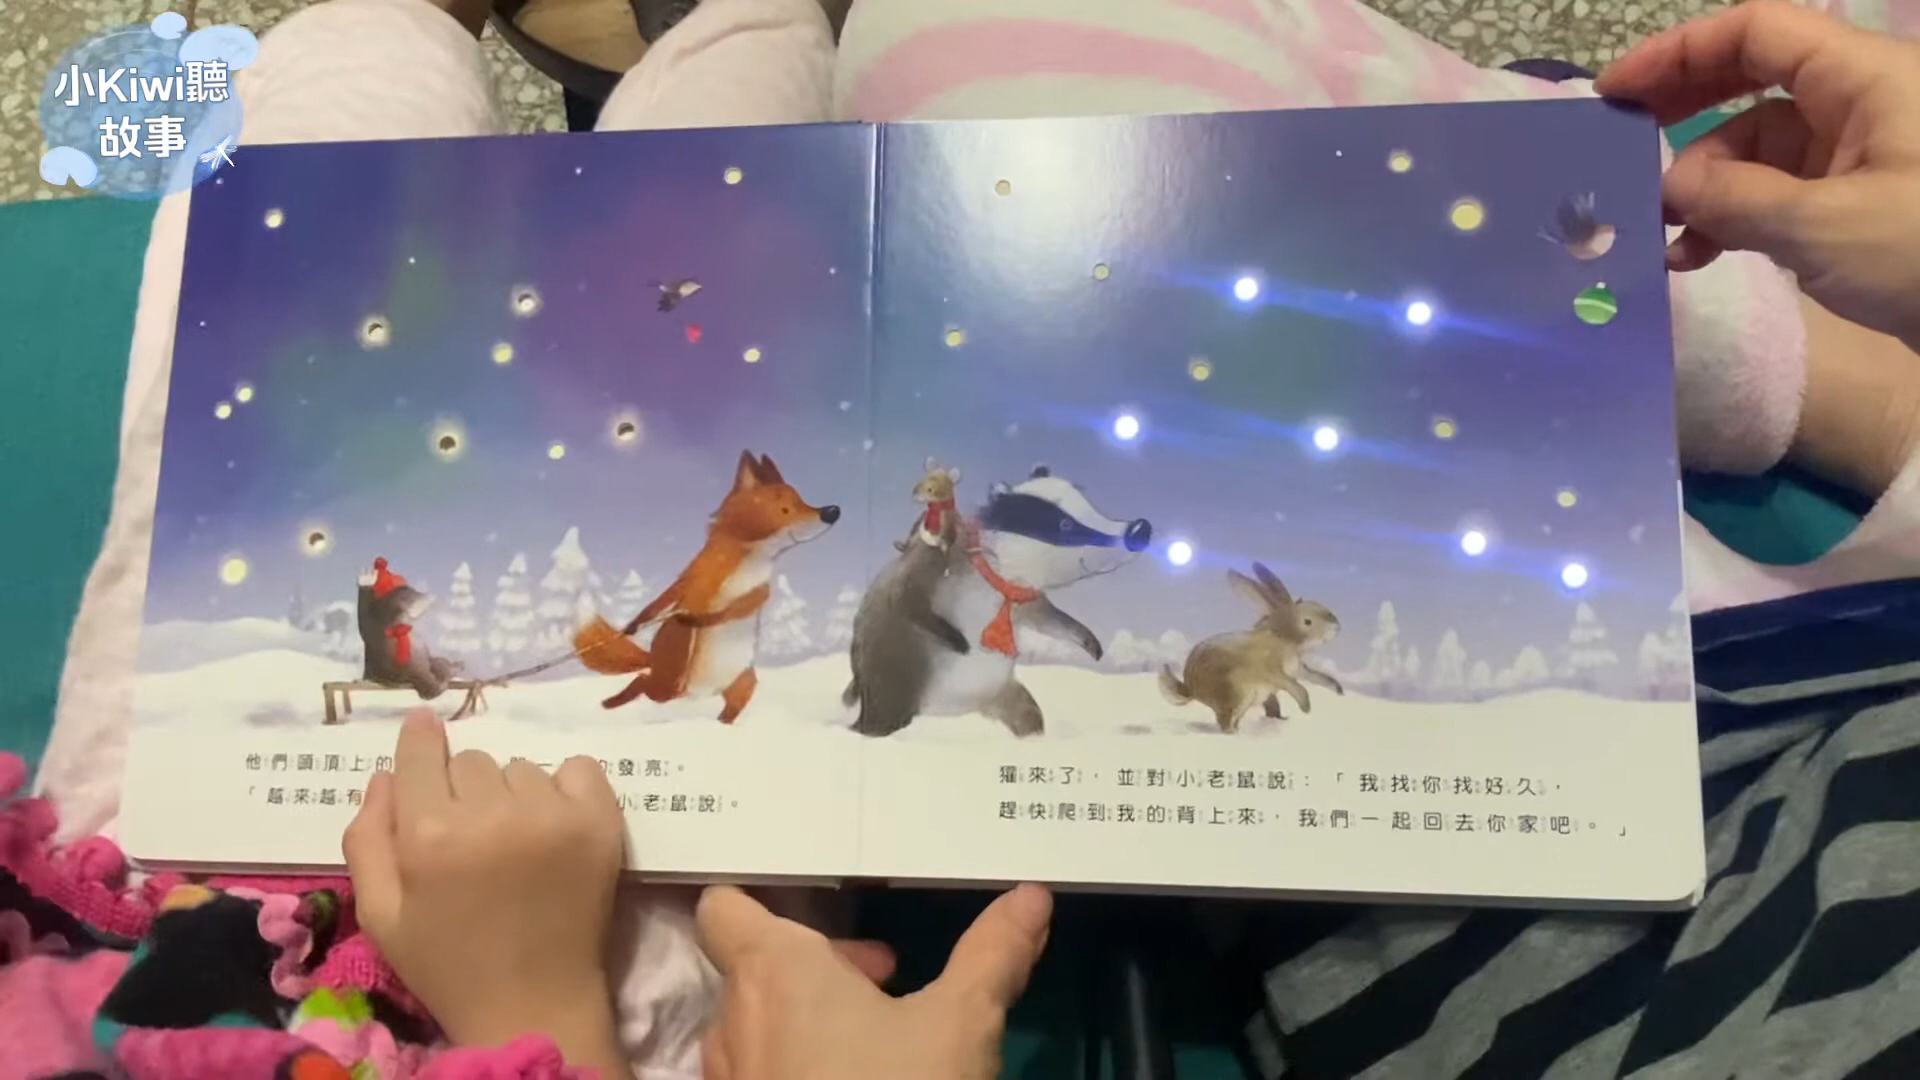 小Kiwi聽
故事
他們頭頂上的 發亮。
「越來越有 小老鼠說。
獾來了,並對小老鼠說:「我找你找好久,
趕快爬到我的背上來,我們一起回去你家吧。」